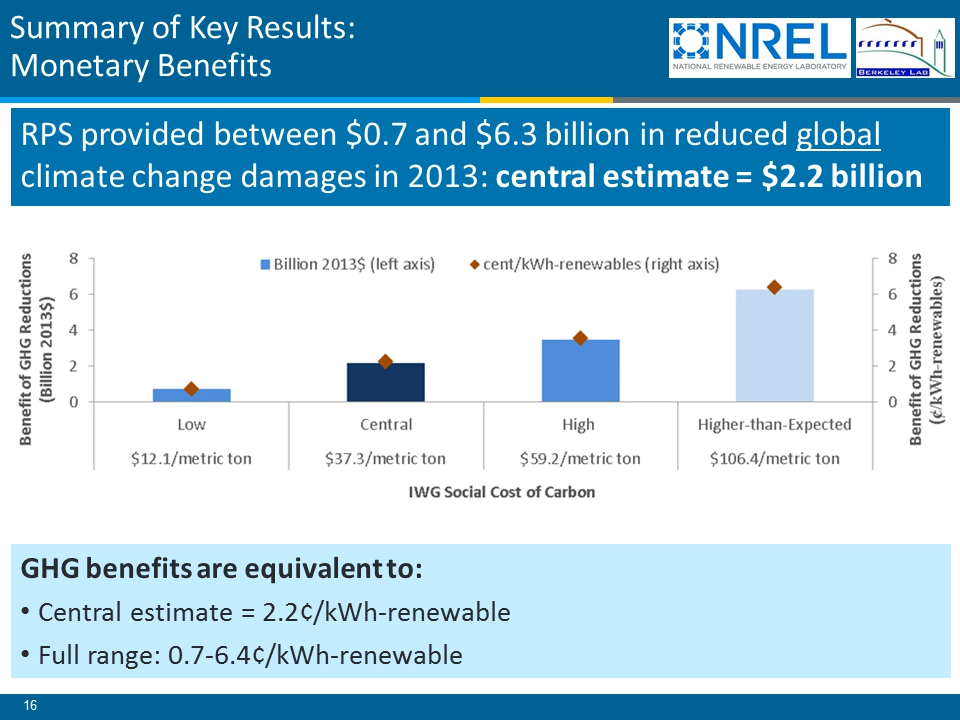 Summary of Key Results:
Monetary Benefits
NREL
NATIONAL RENEWABLE ENERGY LABORATORY
BERKELEY LAB
RPS provided between $0.7 and $6.3 billion in reduced global
climate change damages in 2013: central estimate = $2.2 billion
Benefit of GHG Reductions
(Billion 2013$)
8
6
4
2
0
Billion 2013$ (left axis)
cent/kWh-renewables (right axis)
8
6
4
2
0
Benefit of GHG Reductions
(¢/kWh-renewables)
Low
Central
High
Higher-than-Expected
$12.1/metric ton
$37.3/metric ton
$59.2/metric ton
$106.4/metric ton
IWG Social Cost of Carbon
GHG benefits are equivalent to:
• Central estimate = 2.2¢/kWh-renewable
• Full range: 0.7-6.4¢/kWh-renewable
16